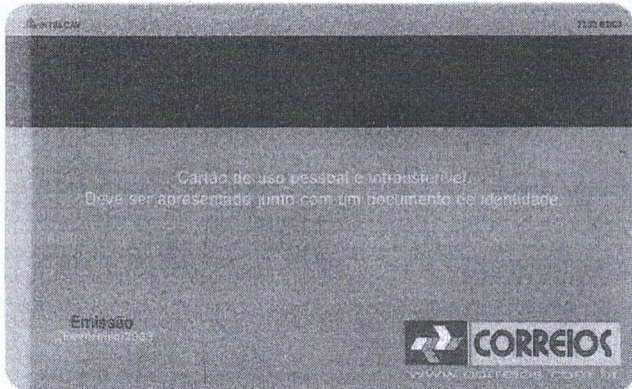 INTELCAV
Cartão de uso pessoal e intransferível.
Deve ser apresentado junto com um documento de identidade.
Emissão
CORREIOS
www.correios.com.br